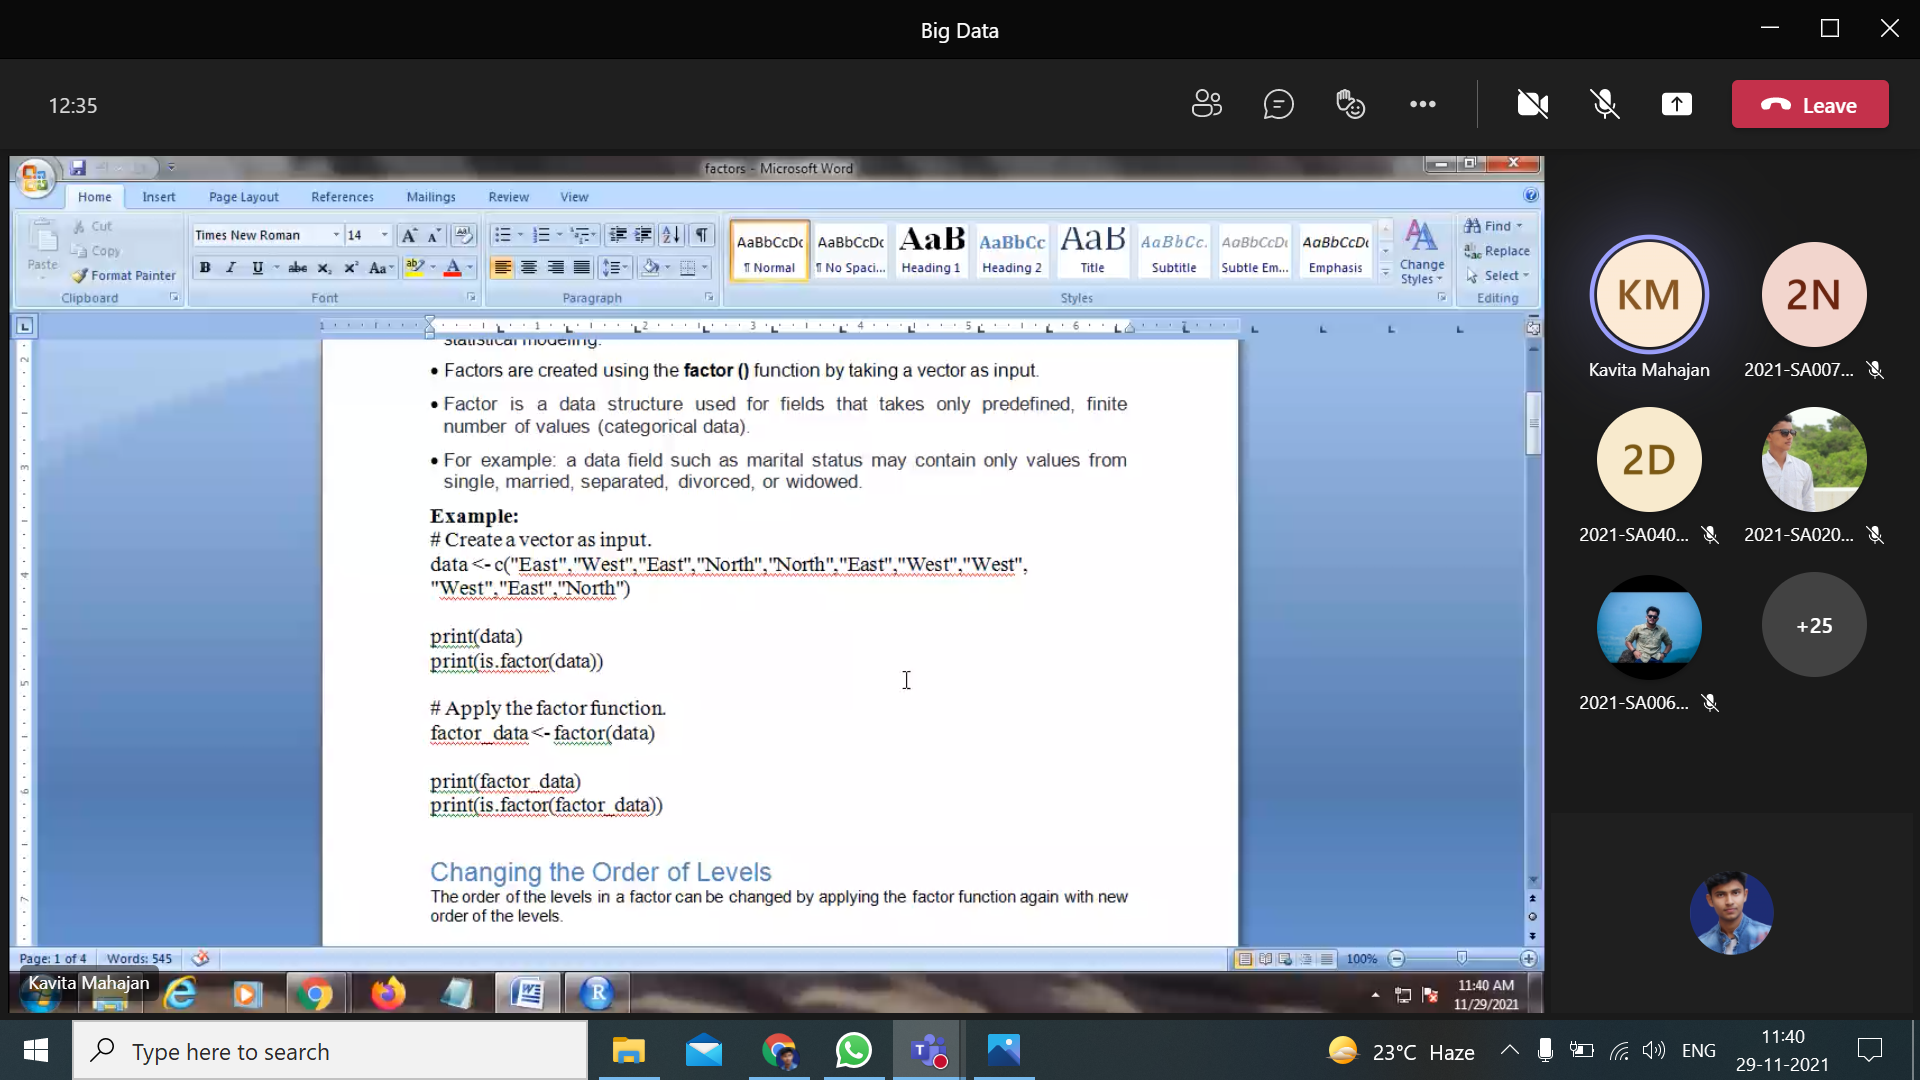 Big Data
12:35
Leave
factors - Microsoft Word
Home Insert Page Layout References Mailings Review View
Paste
Cut
Copy
Format Painter
Clipboard
Times New Roman 14
Font
Paragraph
AaBbCcDc AaBbCcDc AaB AaBbCc AaB AaBbCc. AaBbCcDc AaBbCcDc
¶ Normal ¶ No Spaci... Heading 1 Heading 2 Title Subtitle Subtle Em... Emphasis
Styles
Change Styles
Find
Replace
Select
Editing
statistical modeling.
• Factors are created using the factor () function by taking a vector as input.
• Factor is a data structure used for fields that takes only predefined, finite
number of values (categorical data).
• For example: a data field such as marital status may contain only values from
single, married, separated, divorced, or widowed.
Example:
# Create a vector as input.
data <- c("East","West","East","North","North","East","West","West",
"West","East","North")
print(data)
print(is.factor(data))
# Apply the factor function.
factor_data <- factor(data)
print(factor_data)
print(is.factor(factor_data))
Changing the Order of Levels
The order of the levels in a factor can be changed by applying the factor function again with new
order of the levels.
Page: 1 of 4 Words: 545
100%
Kavita Mahajan
11:40 AM
11/29/2021
KM
Kavita Mahajan
2N
2021-SA007...
2D
2021-SA040...
2021-SA020...
2021-SA006...
+25
Type here to search
23°C Haze
ENG
11:40
29-11-2021